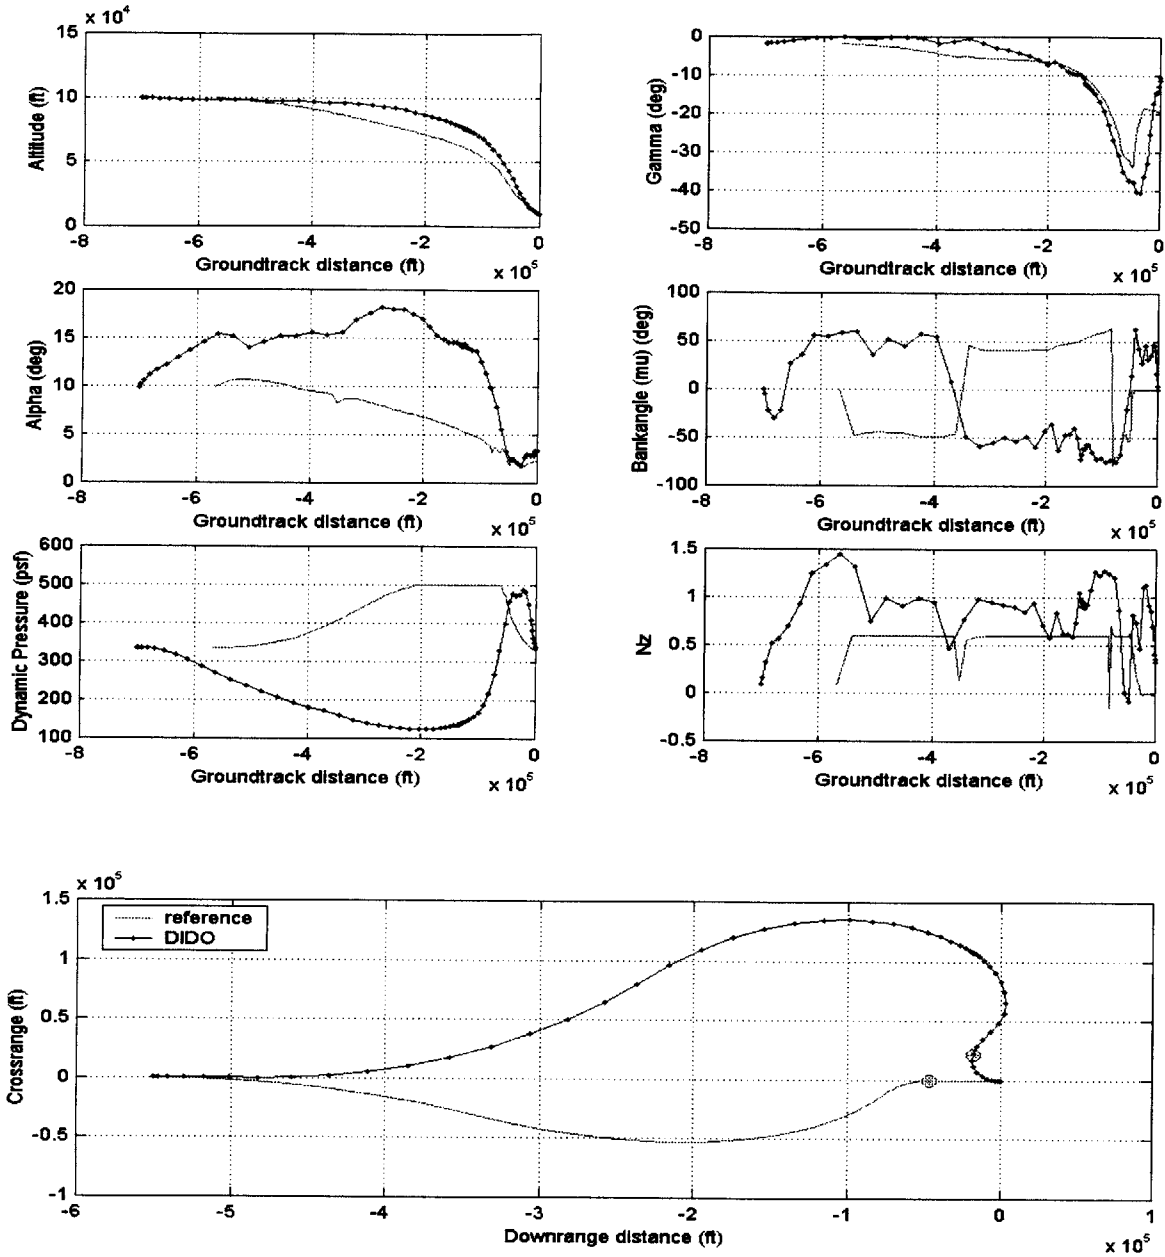 x 10^4
15
10
5
0
Altitude (ft)
-8 -6 -4 -2 0
Groundtrack distance (ft)
x 10^5
0
-10
-20
-30
-40
-50
Gamma (deg)
-8 -6 -4 -2 0
Groundtrack distance (ft)
x 10^5
20
15
10
5
0
Alpha (deg)
-8 -6 -4 -2 0
Groundtrack distance (ft)
x 10^5
100
50
0
-50
-100
Bankangle (mu) (deg)
-8 -6 -4 -2 0
Groundtrack distance (ft)
x 10^5
600
500
400
300
200
100
Dynamic Pressure (psf)
-8 -6 -4 -2 0
Groundtrack distance (ft)
x 10^5
1.5
1
0.5
0
-0.5
Nz
-8 -6 -4 -2 0
Groundtrack distance (ft)
x 10^5
x 10^5
1.5
1
0.5
0
-0.5
-1
Crossrange (ft)
reference
DIDO
-6 -5 -4 -3 -2 -1 0 1
Downrange distance (ft)
x 10^5